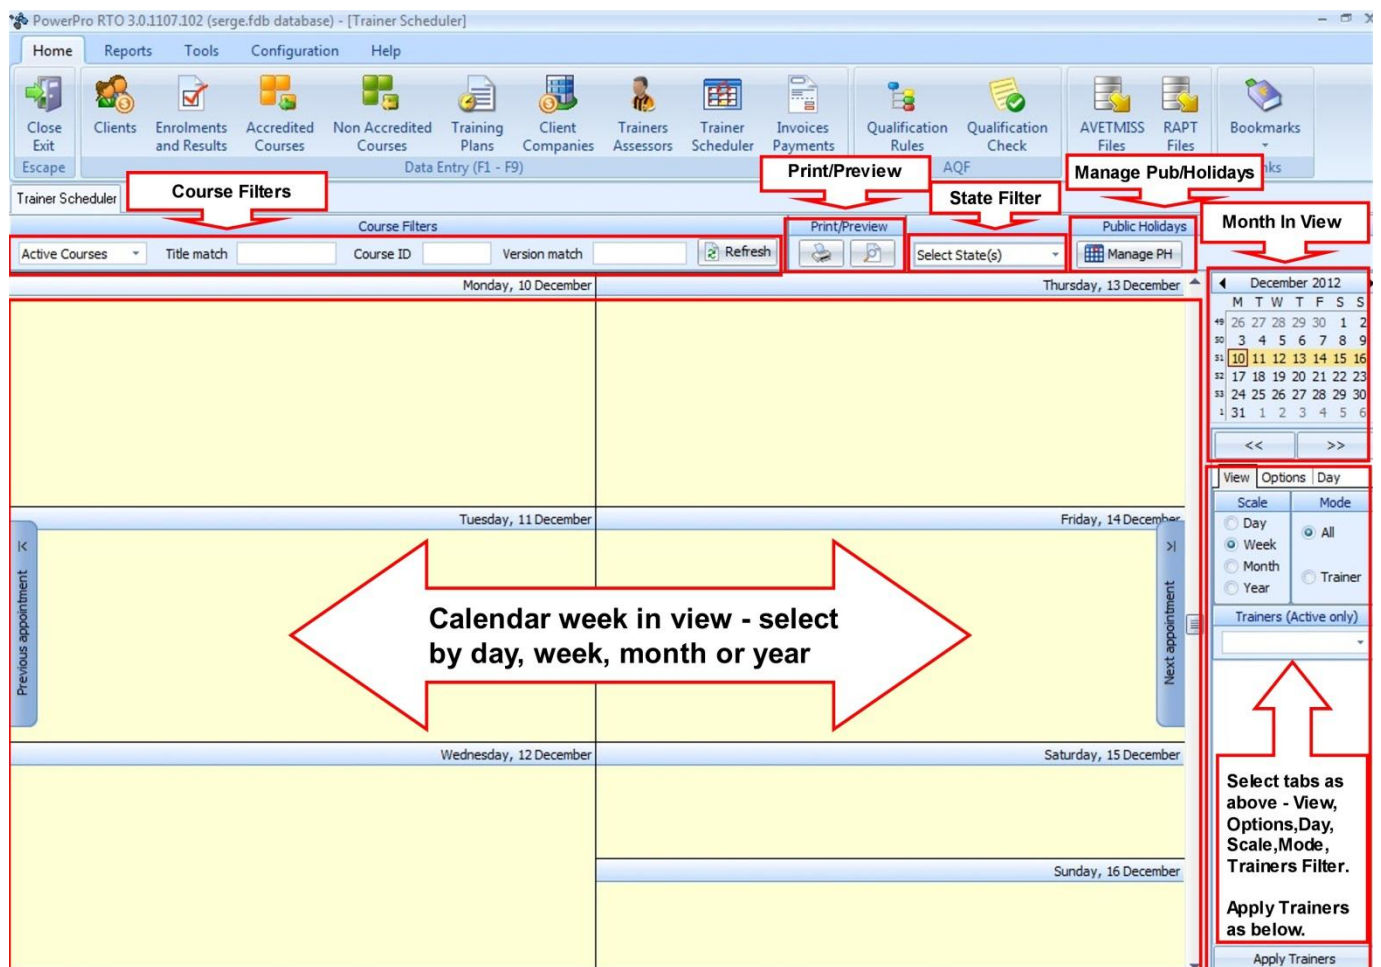 PowerPro RTO 3.0.1107.102 (serge.fdb database) - [Trainer Scheduler]
Home Reports Tools Configuration Help
Close Exit
Clients
Enrolments and Results
Accredited Courses
Non Accredited Courses
Training Plans
Client Companies
Trainers Assessors
Trainer Scheduler
Invoices Payments
Qualification Rules
Qualification Check
AVETMISS Files
RAPT Files
Bookmarks
Escape
Data Entry (F1 - F9)
AQF
Course Filters
Print/Preview
State Filter
Manage Pub/Holidays
Month In View
Trainer Scheduler
Course Filters
Print/Preview
Public Holidays
Active Courses
Title match
Course ID
Version match
Refresh
Select State(s)
Manage PH
Monday, 10 December
Thursday, 13 December
December 2012
M T W T F S S
49 26 27 28 29 30 1 2
50 3 4 5 6 7 8 9
51 10 11 12 13 14 15 16
52 17 18 19 20 21 22 23
53 24 25 26 27 28 29 30
1 31 1 2 3 4 5 6
<< >>
View Options Day
Scale Mode
Day
Week
Month
Year
All
Trainer
Trainers (Active only)
Tuesday, 11 December
Friday, 14 December
Previous appointment
Calendar week in view - select
by day, week, month or year
Next appointment
Wednesday, 12 December
Saturday, 15 December
Sunday, 16 December
Select tabs as
above - View,
Options,Day,
Scale,Mode,
Trainers Filter.
Apply Trainers
as below.
Apply Trainers